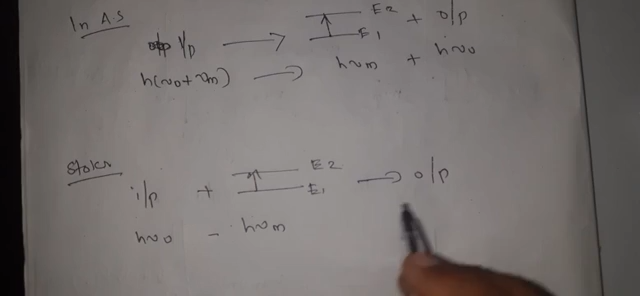 In A.S
i/p → E2 E1 + o/p
h(ν0+νm) → hνm + hν0
Stokes
i/p + E2 E1 → o/p
hν0 - hνm